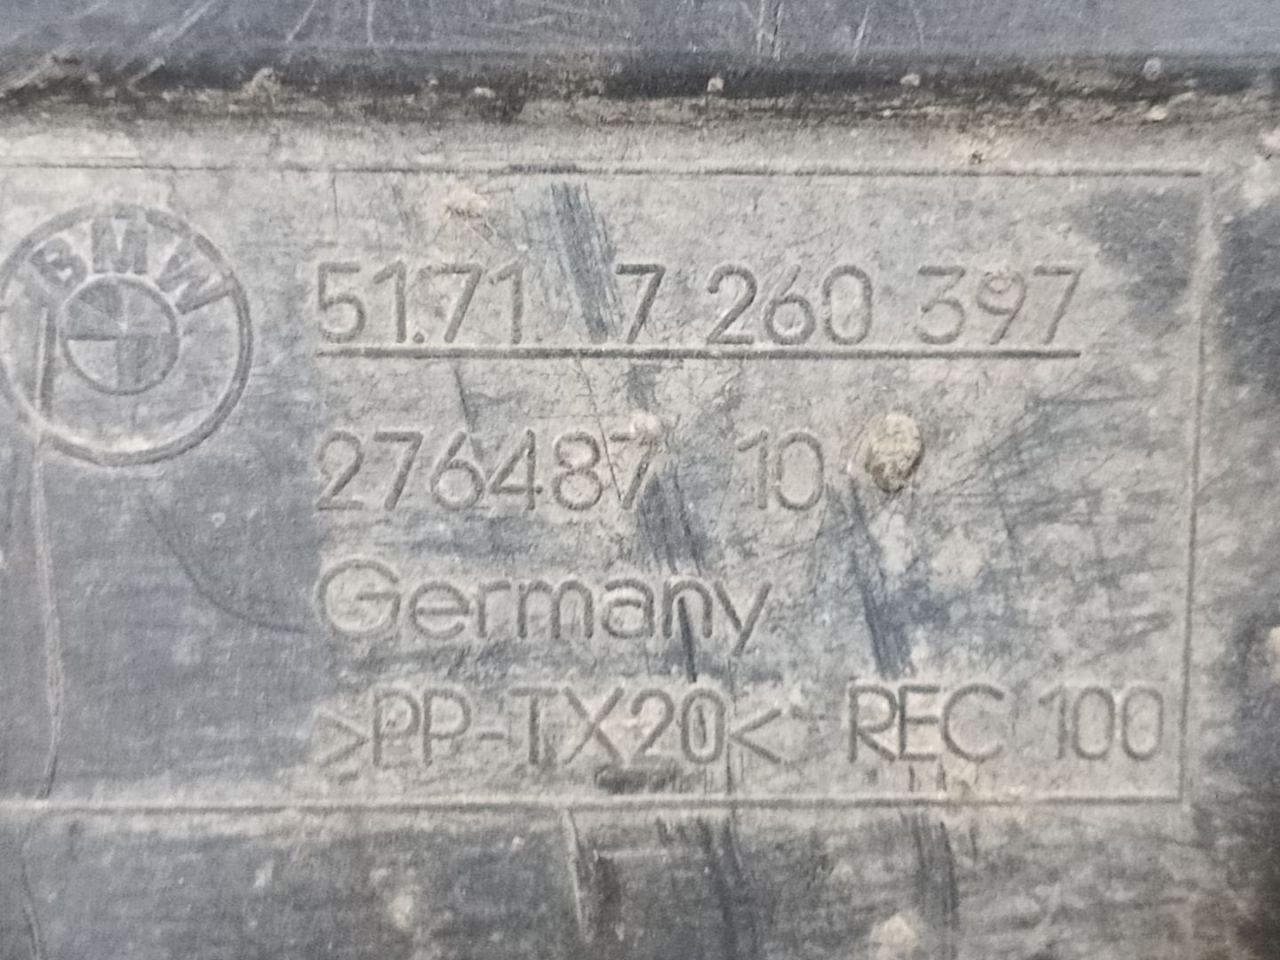 BMW
51.71 7 260 397
276487 10
Germany
>PP-TX20< REC 100